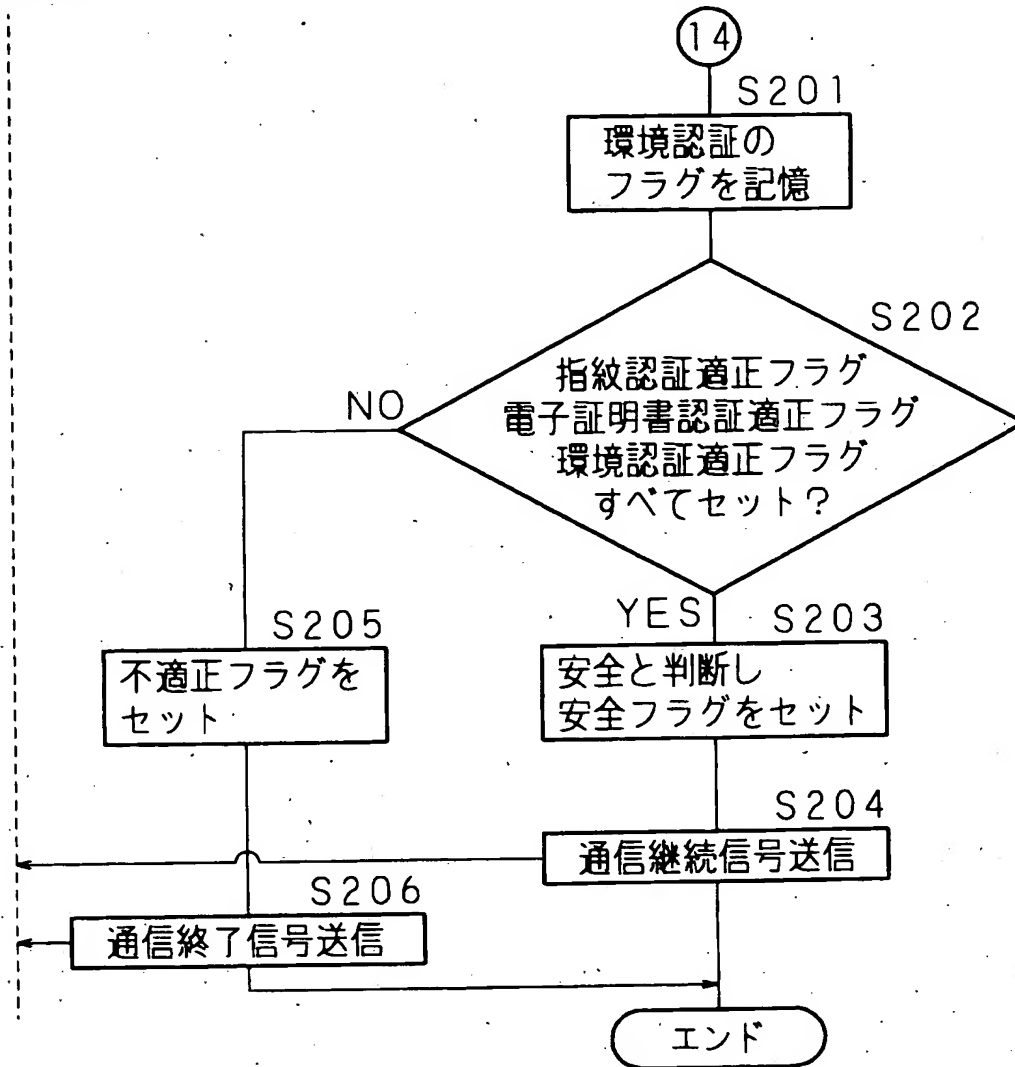 14
S201
環境認証の
フラグを記憶
S202
指紋認証適正フラグ
電子証明書認証適正フラグ
環境認証適正フラグ
すべてセット?
NO
YES
S205
不適正フラグを
セット
S203
安全と判断し
安全フラグをセット
S204
通信継続信号送信
S206
通信終了信号送信
エンド